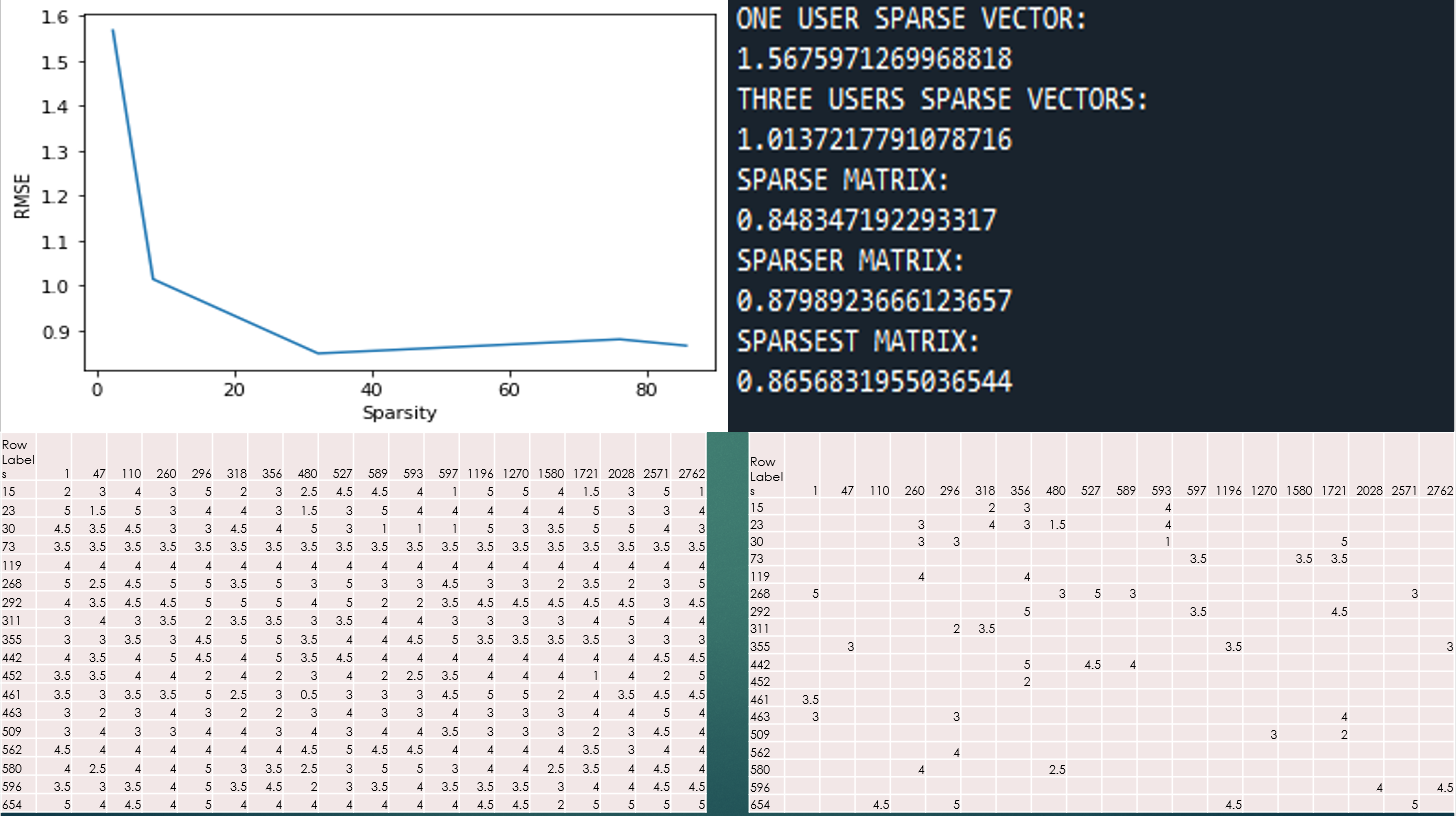 1.6
1.5
1.4
1.3
1.2
1.1
1.0
0.9
RMSE
0 20 40 60 80
Sparsity
ONE USER SPARSE VECTOR:
1.5675971269968818
THREE USERS SPARSE VECTORS:
1.0137217791078716
SPARSE MATRIX:
0.848347192293317
SPARSER MATRIX:
0.8798923666123657
SPARSEST MATRIX:
0.8656831955036544
Row
Label
s 1 47 110 260 296 318 356 480 527 589 593 597 1196 1270 1580 1721 2028 2571 2762
15 2 3 4 3 5 2 3 2.5 4.5 4.5 4 1 5 5 4 1.5 3 5 1
23 5 1.5 5 3 4 4 3 1.5 3 5 4 4 4 4 4 5 3 3 4
30 4.5 3.5 4.5 3 3 4.5 4 5 3 1 1 1 5 3 3.5 5 5 4 3
73 3.5 3.5 3.5 3.5 3.5 3.5 3.5 3.5 3.5 3.5 3.5 3.5 3.5 3.5 3.5 3.5 3.5 3.5 3.5
119 4 4 4 4 4 4 4 4 4 4 4 4 4 4 4 4 4 4 4
268 5 2.5 4.5 5 5 3.5 5 3 5 3 3 4.5 3 3 2 3.5 2 3 5
292 4 3.5 4.5 4.5 5 5 5 4 5 2 2 3.5 4.5 4.5 4.5 4.5 4.5 3 4.5
311 3 4 3 3.5 2 3.5 3.5 3 3.5 4 4 3 3 3 3 4 5 4 4
355 3 3 3.5 3 4.5 5 5 3.5 4 4 4.5 5 3.5 3.5 3.5 3.5 3 3 3
442 4 3.5 4 5 4.5 4 5 3.5 4.5 4 4 4 4 4 4 4 4 4.5 4.5
452 3.5 3.5 4 4 2 4 2 3 4 2 2.5 3.5 4 4 4 1 4 2 5
461 3.5 3 3.5 3.5 5 2.5 3 0.5 3 3 3 4.5 5 5 2 4 3.5 4.5 4.5
463 3 2 3 4 3 2 2 3 4 3 3 4 3 3 3 4 4 5 4
509 3 4 3 4 4 4 3 4 3 4 4 3.5 3 3 3 2 3 4.5 4
562 4.5 4 4 4 4 4 4 4.5 5 4.5 4.5 4 4 4 4 3.5 3 4 4
580 4 2.5 4 4 5 3 3.5 2.5 3 5 5 3 4 4 2.5 3.5 4 4.5 4
596 3.5 3 3.5 4 5 3.5 4.5 2 3 3.5 4 3.5 3.5 3.5 3 4 4 4 4.5
654 5 4 4.5 4 5 4 5 4 4 4 4 4 4.5 4.5 2 5 5 5 5
Row
Label
s 1 47 110 260 296 318 356 480 527 589 593 597 1196 1270 1580 1721 2028 2571 2762
15 2 3 4
23 3 4 3 1.5 4
30 3 3 1 5
73 3.5 3.5 3.5
119 4 4
268 5 3 5 3 3
292 5 3.5 4.5
311 2 3.5
355 3 3.5 3
442 5 4.5 4
452 2
461 3.5
463 3 3 4
509 3 2
562 4
580 4 2.5
596 4 4.5
654 4.5 5 4.5 5